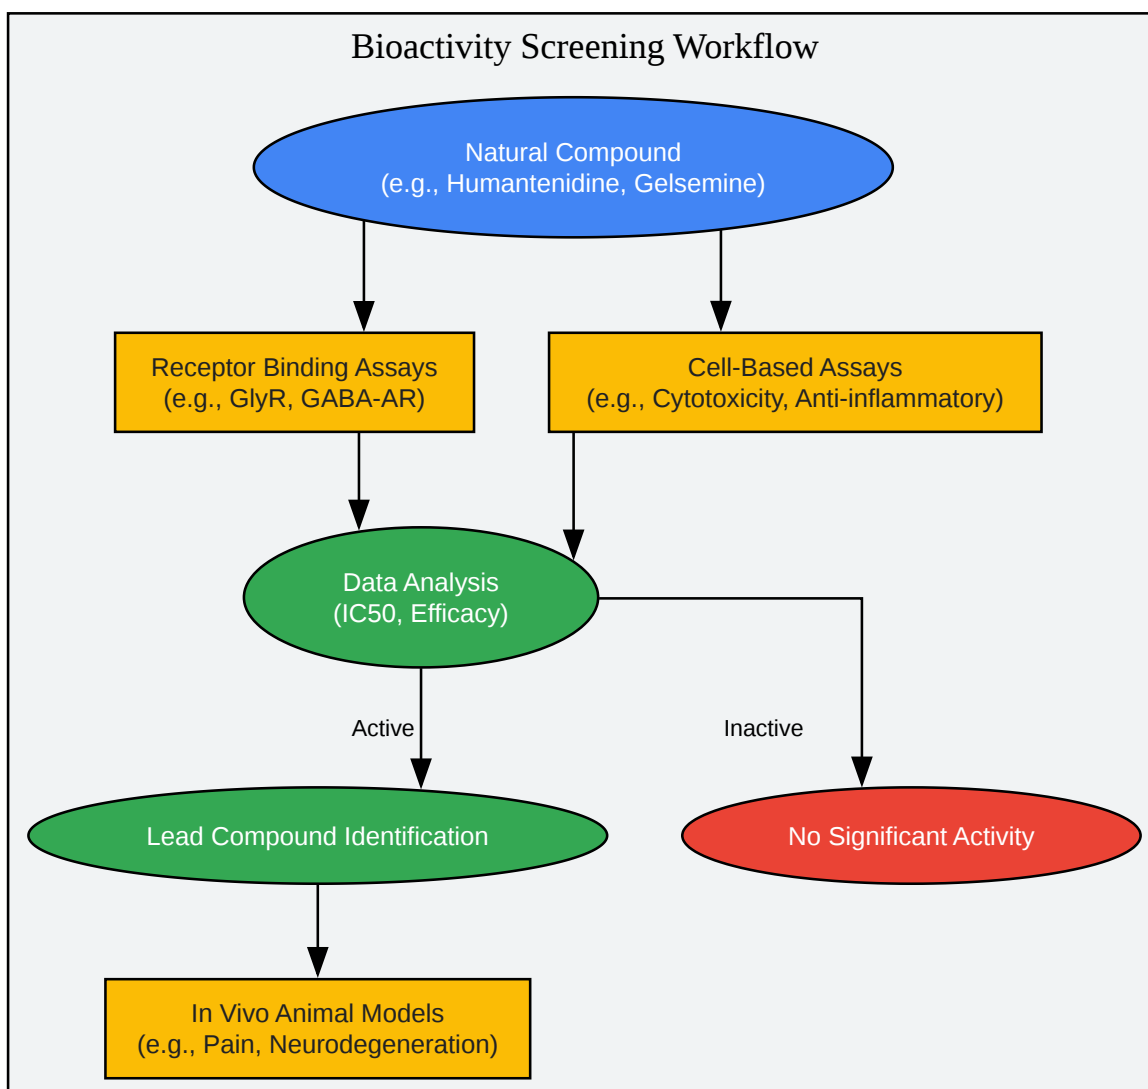 Bioactivity Screening Workflow
Natural Compound
(e.g., Humantenidine, Gelsemine)
Receptor Binding Assays
(e.g., GlyR, GABA-AR)
Cell-Based Assays
(e.g., Cytotoxicity, Anti-inflammatory)
Data Analysis
(IC50, Efficacy)
Active
Inactive
Lead Compound Identification
No Significant Activity
In Vivo Animal Models
(e.g., Pain, Neurodegeneration)